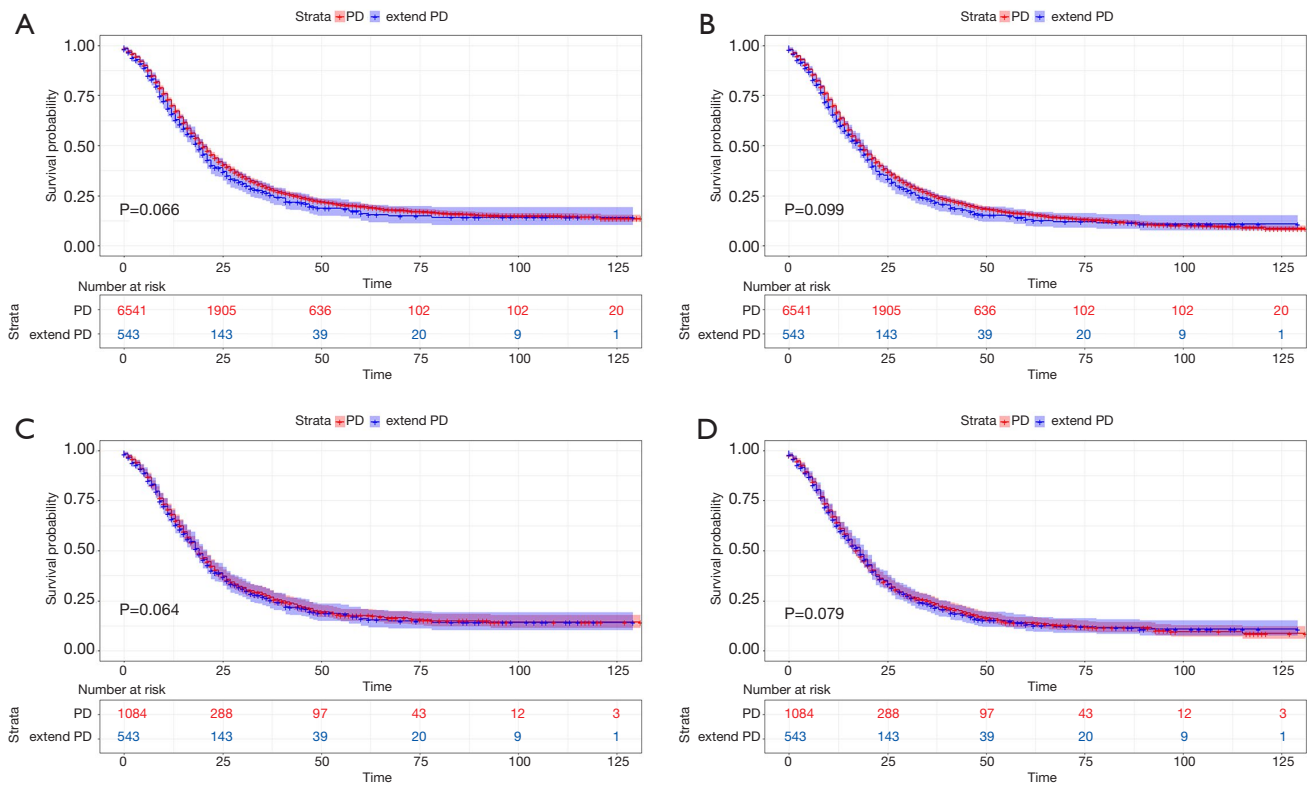 A
Strata PD extend PD
1.00
0.75
0.50
0.25
0.00
Survival probability
P=0.066
0 25 50 75 100 125
Time
Number at risk
Strata
PD 6541 1905 636 102 102 20
extend PD 543 143 39 20 9 1
0 25 50 75 100 125
Time
B
Strata PD extend PD
1.00
0.75
0.50
0.25
0.00
Survival probability
P=0.099
0 25 50 75 100 125
Time
Number at risk
Strata
PD 6541 1905 636 102 102 20
extend PD 543 143 39 20 9 1
0 25 50 75 100 125
Time
C
Strata PD extend PD
1.00
0.75
0.50
0.25
0.00
Survival probability
P=0.064
0 25 50 75 100 125
Time
Number at risk
Strata
PD 1084 288 97 43 12 3
extend PD 543 143 39 20 9 1
0 25 50 75 100 125
Time
D
Strata PD extend PD
1.00
0.75
0.50
0.25
0.00
Survival probability
P=0.079
0 25 50 75 100 125
Time
Number at risk
Strata
PD 1084 288 97 43 12 3
extend PD 543 143 39 20 9 1
0 25 50 75 100 125
Time